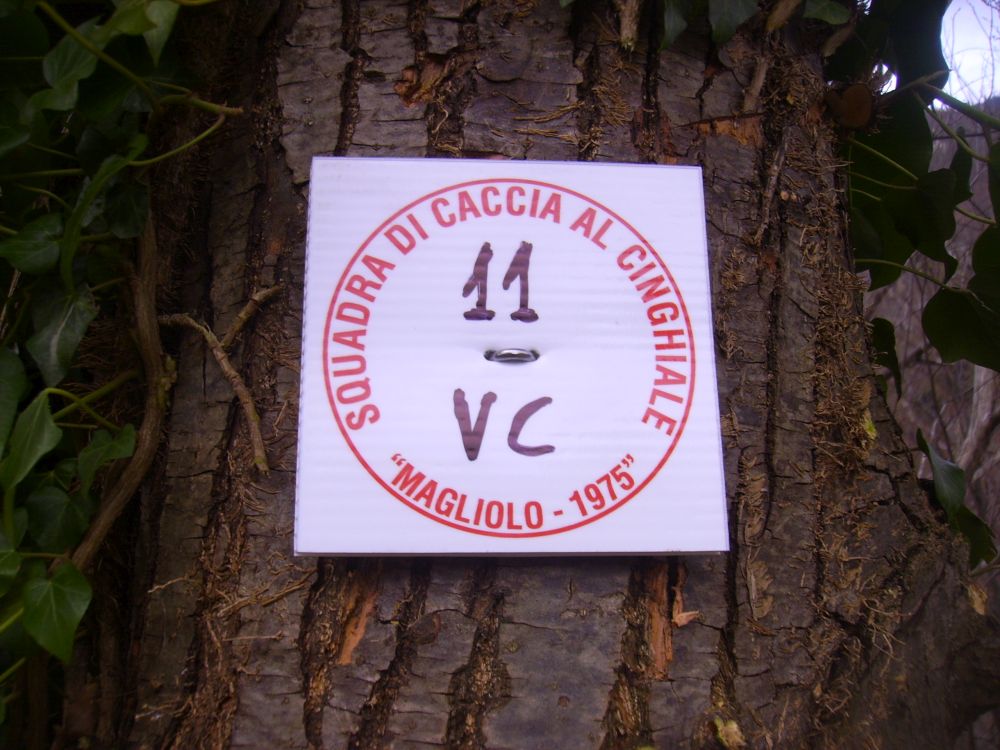 SQUADRA DI CACCIA AL CINGHIALE
11
VC
"MAGLIOLO - 1975"